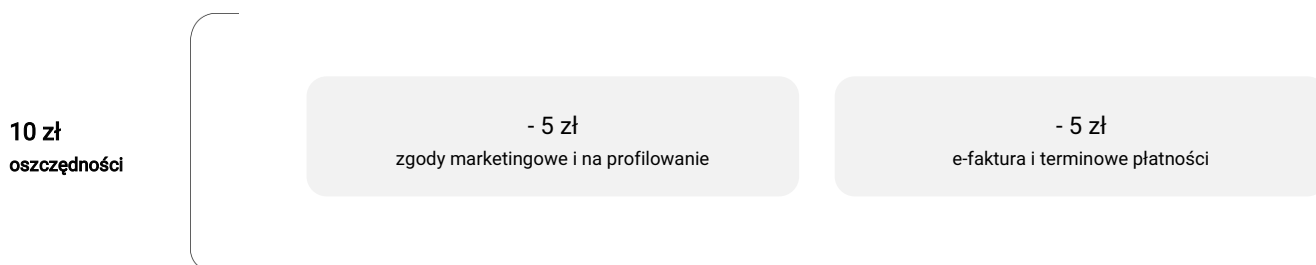 10 zł
oszczędności
- 5 zł
zgody marketingowe i na profilowanie
- 5 zł
e-faktura i terminowe płatności